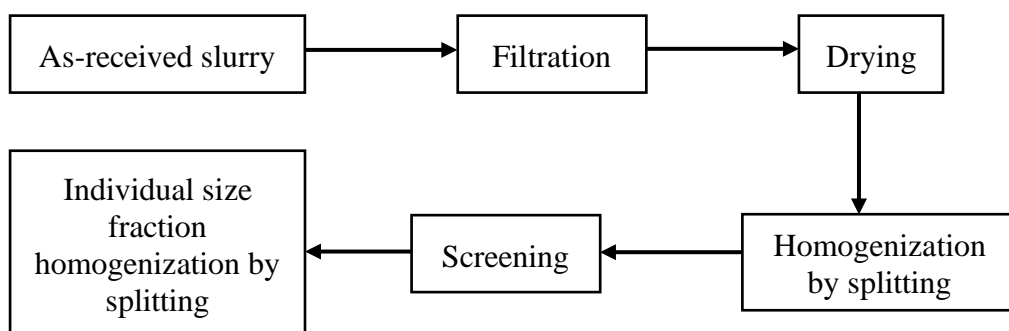 As-received slurry
Filtration
Drying
Homogenization
by splitting
Screening
Individual size
fraction
homogenization by
splitting